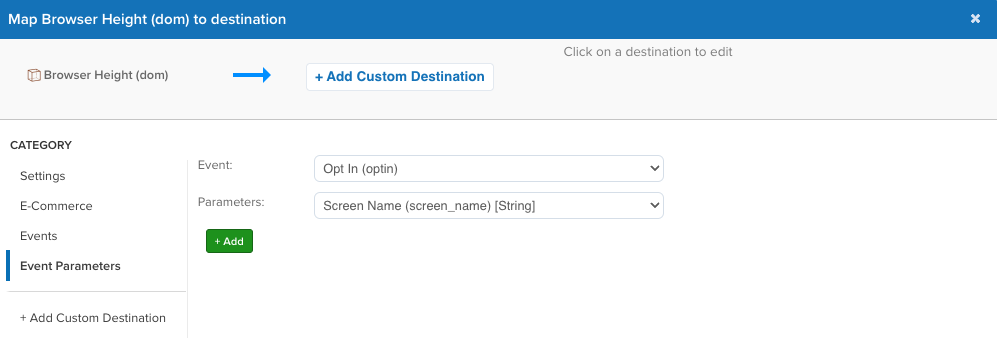 Map Browser Height (dom) to destination
Click on a destination to edit
Browser Height (dom)
+ Add Custom Destination
CATEGORY
Settings
E-Commerce
Events
Event Parameters
+ Add Custom Destination
Event:
Opt In (optin)
Parameters:
Screen Name (screen_name) [String]
+ Add